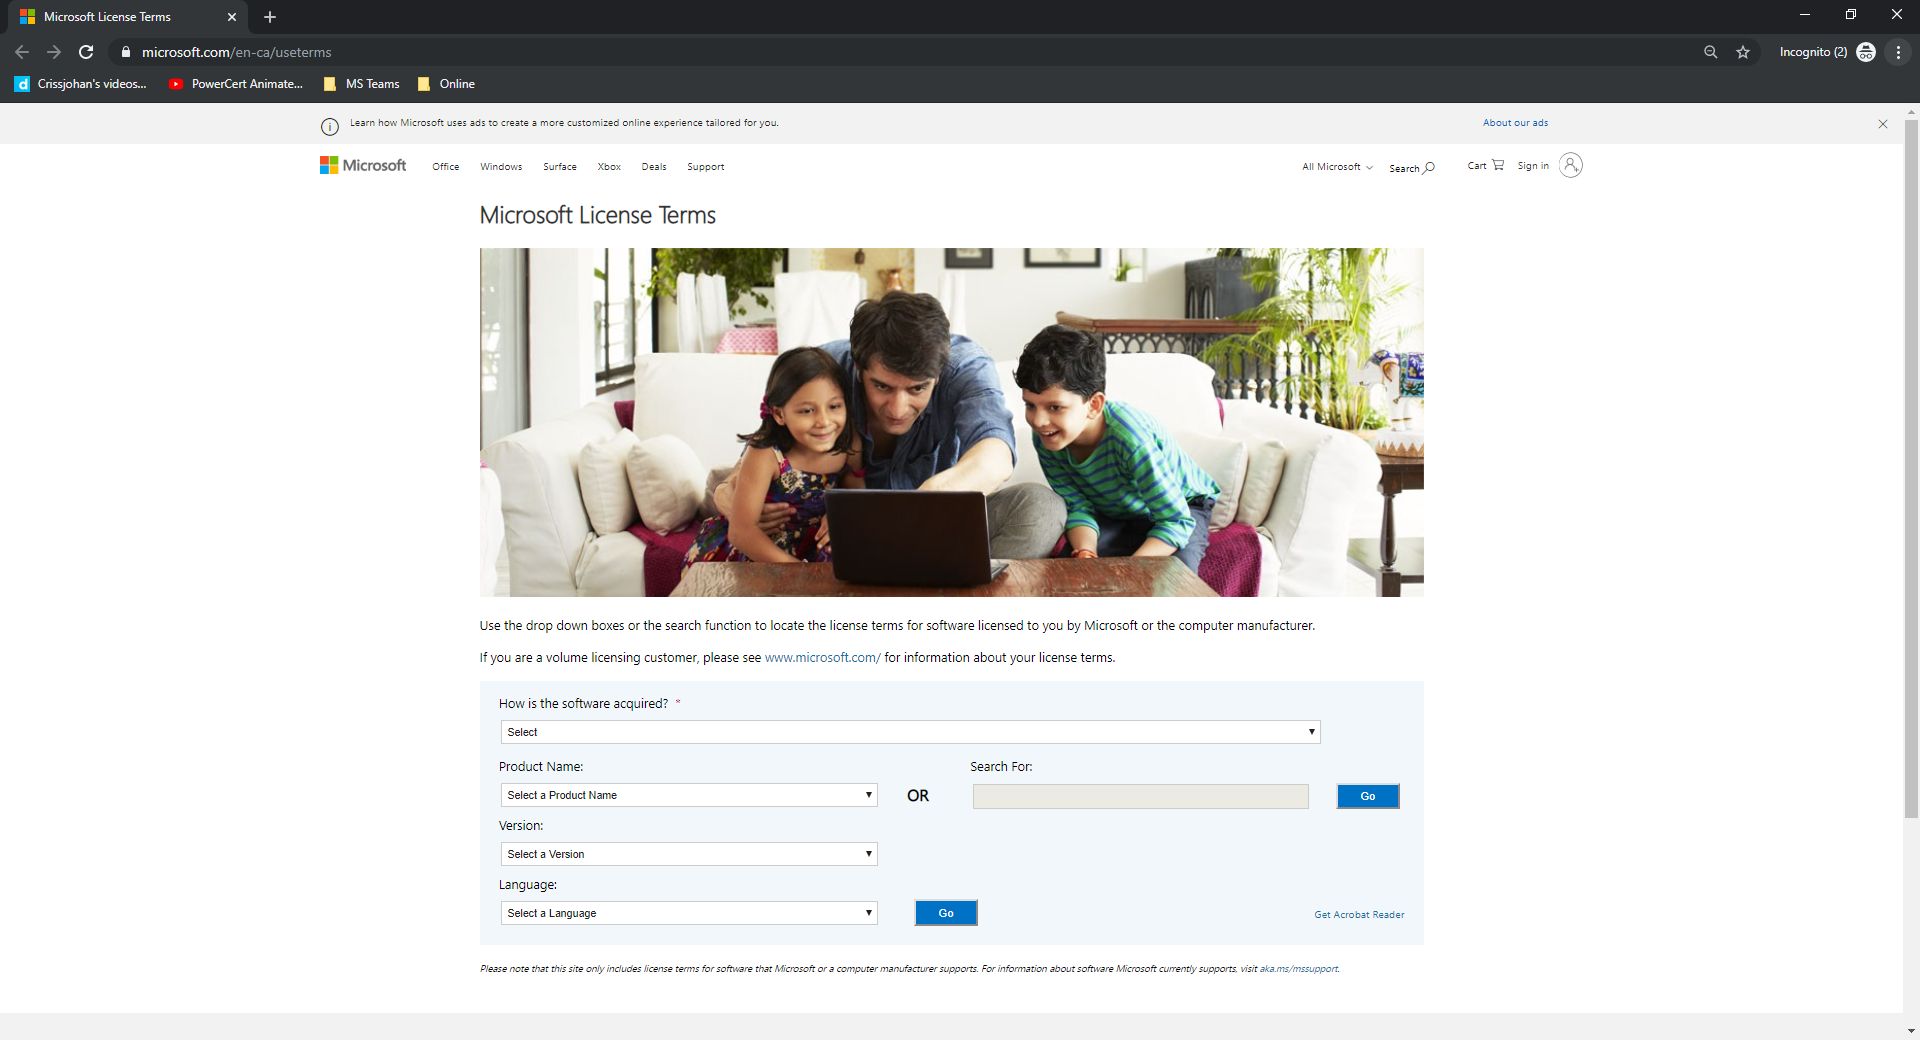 Microsoft License Terms
microsoft.com/en-ca/useterms
Incognito (2)
d Crissjohan's videos...
PowerCert Animate...
MS Teams
Online
Learn how Microsoft uses ads to create a more customized online experience tailored for you.
About our ads
Microsoft
Office
Windows
Surface
Xbox
Deals
Support
All Microsoft
Search
Cart
Sign in
Microsoft License Terms
Use the drop down boxes or the search function to locate the license terms for software licensed to you by Microsoft or the computer manufacturer.
If you are a volume licensing customer, please see www.microsoft.com/ for information about your license terms.
How is the software acquired? *
Select
Product Name:
Search For:
Select a Product Name
OR
Go
Version:
Select a Version
Language:
Select a Language
Go
Get Acrobat Reader
Please note that this site only includes license terms for software that Microsoft or a computer manufacturer supports. For information about software Microsoft currently supports, visit aka.ms/mssupport.